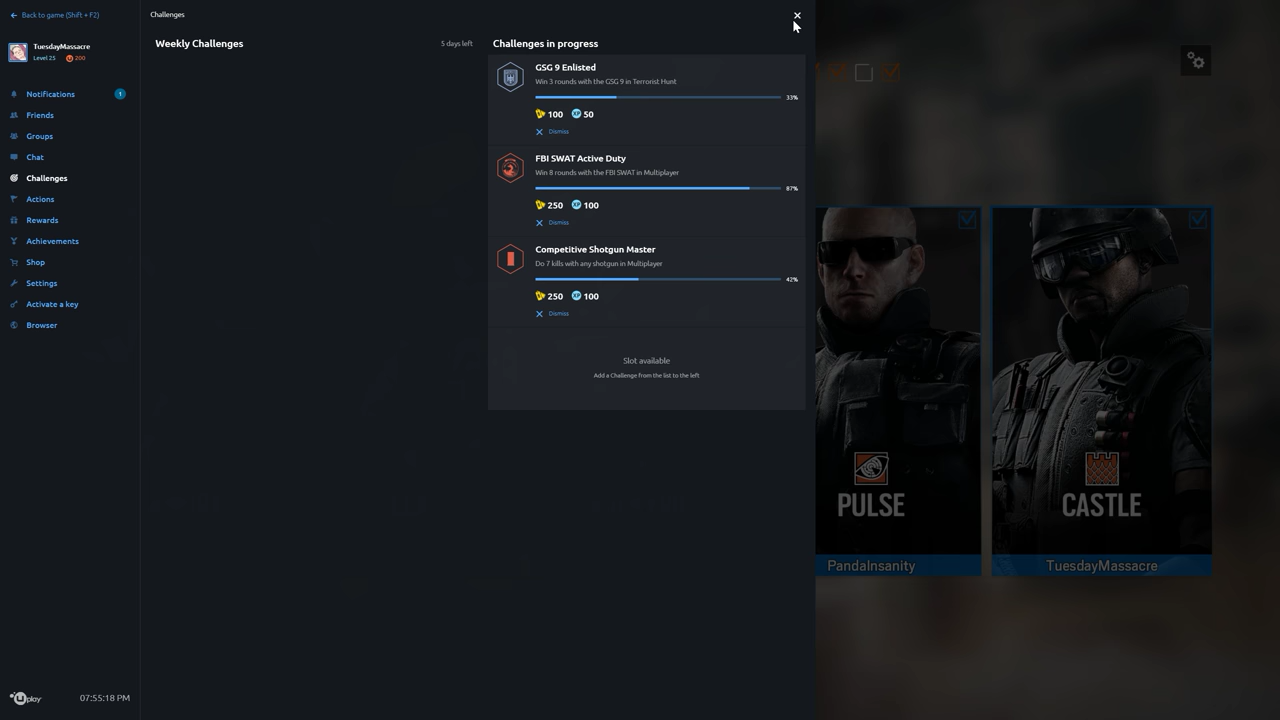 Back to game (Shift + F2)
TuesdayMassacre
Level 25
200
Notifications
1
Friends
Groups
Chat
Challenges
Actions
Rewards
Achievements
Shop
Settings
Activate a key
Browser
uplay
07:55:18 PM
Challenges
Weekly Challenges
5 days left
Challenges in progress
GSG 9 Enlisted
Win 3 rounds with the GSG 9 in Terrorist Hunt
33%
100
XP
50
Dismiss
FBI SWAT Active Duty
Win 8 rounds with the FBI SWAT in Multiplayer
87%
250
XP
100
Dismiss
Competitive Shotgun Master
Do 7 kills with any shotgun in Multiplayer
42%
250
XP
100
Dismiss
Slot available
Add a Challenge from the list to the left
PULSE
PandaInsanity
CASTLE
TuesdayMassacre